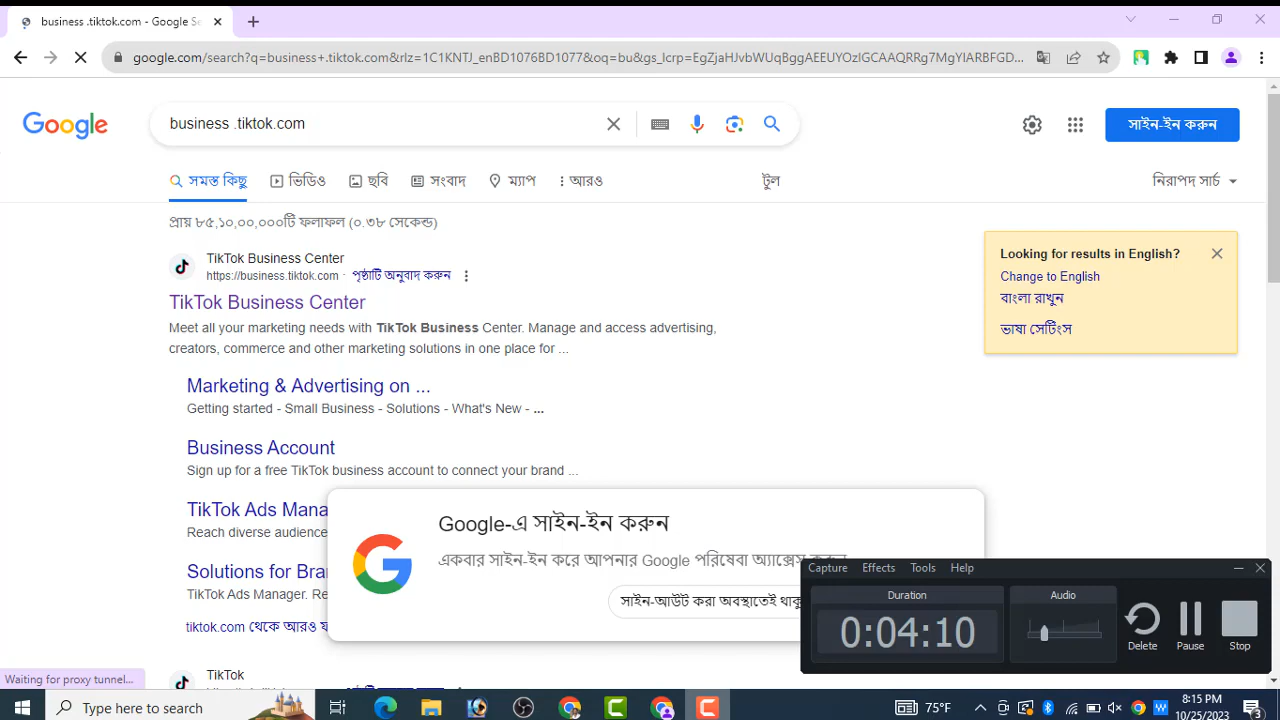 business .tiktok.com - Google Se
google.com/search?q=business+.tiktok.com&rlz=1C1KNTI_enBD1076BD1077&oq=bu&gs_lcrp=EgZjaHJvbWUqBggAEEUYOzIGCAAQRRg7MgYIARBFGD...
Google
business .tiktok.com
সাইন-ইন করুন
সমস্ত কিছু
ভিডিও
ছবি
সংবাদ
ম্যাপ
আরও
টুল
নিরাপদ সার্চ
প্রায় ৮৫,১০,০০,০০০টি ফলাফল (০.৩৮ সেকেন্ড)
TikTok Business Center
https://business.tiktok.com · পৃষ্ঠাটি অনুবাদ করুন
TikTok Business Center
Meet all your marketing needs with TikTok Business Center. Manage and access advertising,
creators, commerce and other marketing solutions in one place for ...
Looking for results in English?
Change to English
বাংলা রাখুন
ভাষা সেটিংস
Marketing & Advertising on ...
Getting started - Small Business - Solutions - What's New - ...
Business Account
Sign up for a free TikTok business account to connect your brand ...
TikTok Ads Mana
Reach diverse audience
Solutions for Bra
TikTok Ads Manager. Re
tiktok.com থেকে আরও
TikTok
Google-এ সাইন-ইন করুন
একবার সাইন-ইন করে আপনার Google পরিষেবা অ্যাক্সেস করুন
সাইন-আউট করা অবস্থাতেই
Capture Effects Tools Help
Duration
0:04:10
Audio
Delete
Pause
Stop
Waiting for proxy tunnel...
Type here to search
75°F
8:15 PM
10/25/2023
3